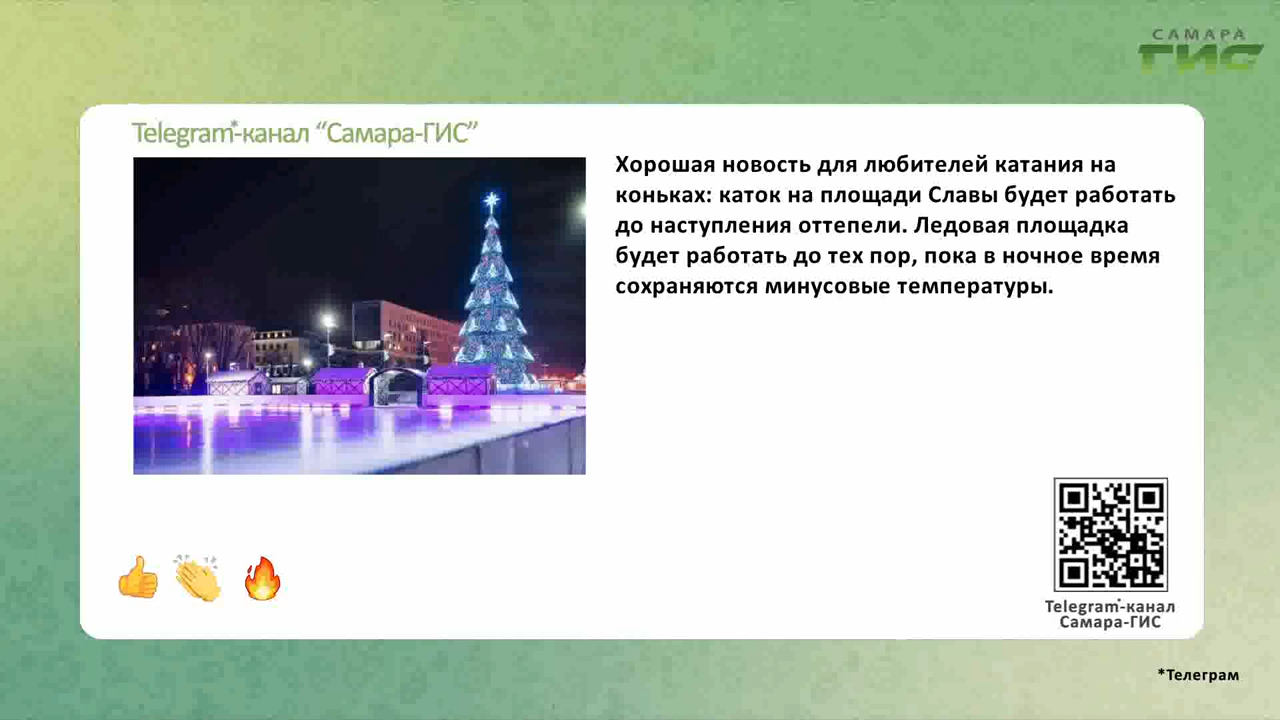 САМАРА
ГИС
Telegram*-канал “Самара-ГИС”
Хорошая новость для любителей катания на
коньках: каток на площади Славы будет работать
до наступления оттепели. Ледовая площадка
будет работать до тех пор, пока в ночное время
сохраняются минусовые температуры.
Telegram*-канал
Самара-ГИС
*Телеграм